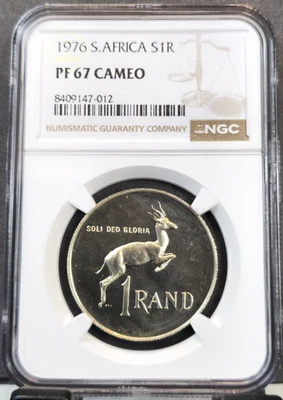 1976 S.AFRICA S1R
PF 67 CAMEO
8409147-012
NUMISMATIC GUARANTY COMPANY NGC
SOLI DEO GLORIA
1 RAND